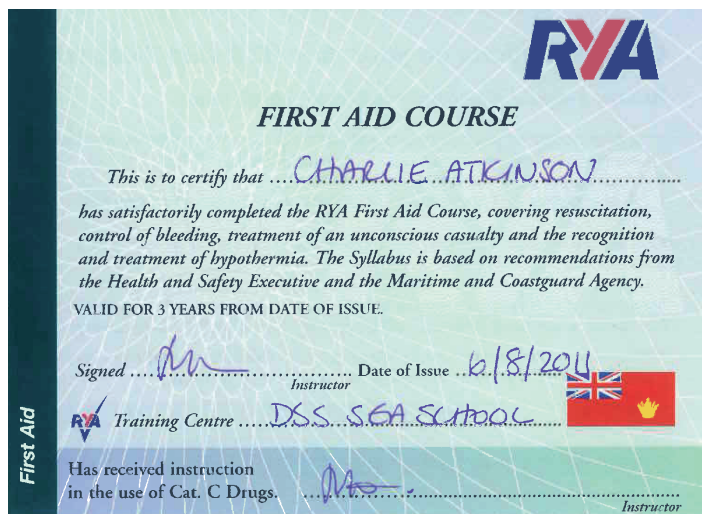 RYA
FIRST AID COURSE
This is to certify that CHARLIE ATKINSON
has satisfactorily completed the RYA First Aid Course, covering resuscitation,
control of bleeding, treatment of an unconscious casualty and the recognition
and treatment of hypothermia. The Syllabus is based on recommendations from
the Health and Safety Executive and the Maritime and Coastguard Agency.
VALID FOR 3 YEARS FROM DATE OF ISSUE.
Signed Date of Issue 6/8/2011
Instructor
RYA Training Centre DSS SEA SCHOOL
First Aid
Has received instruction
in the use of Cat. C Drugs.
Instructor